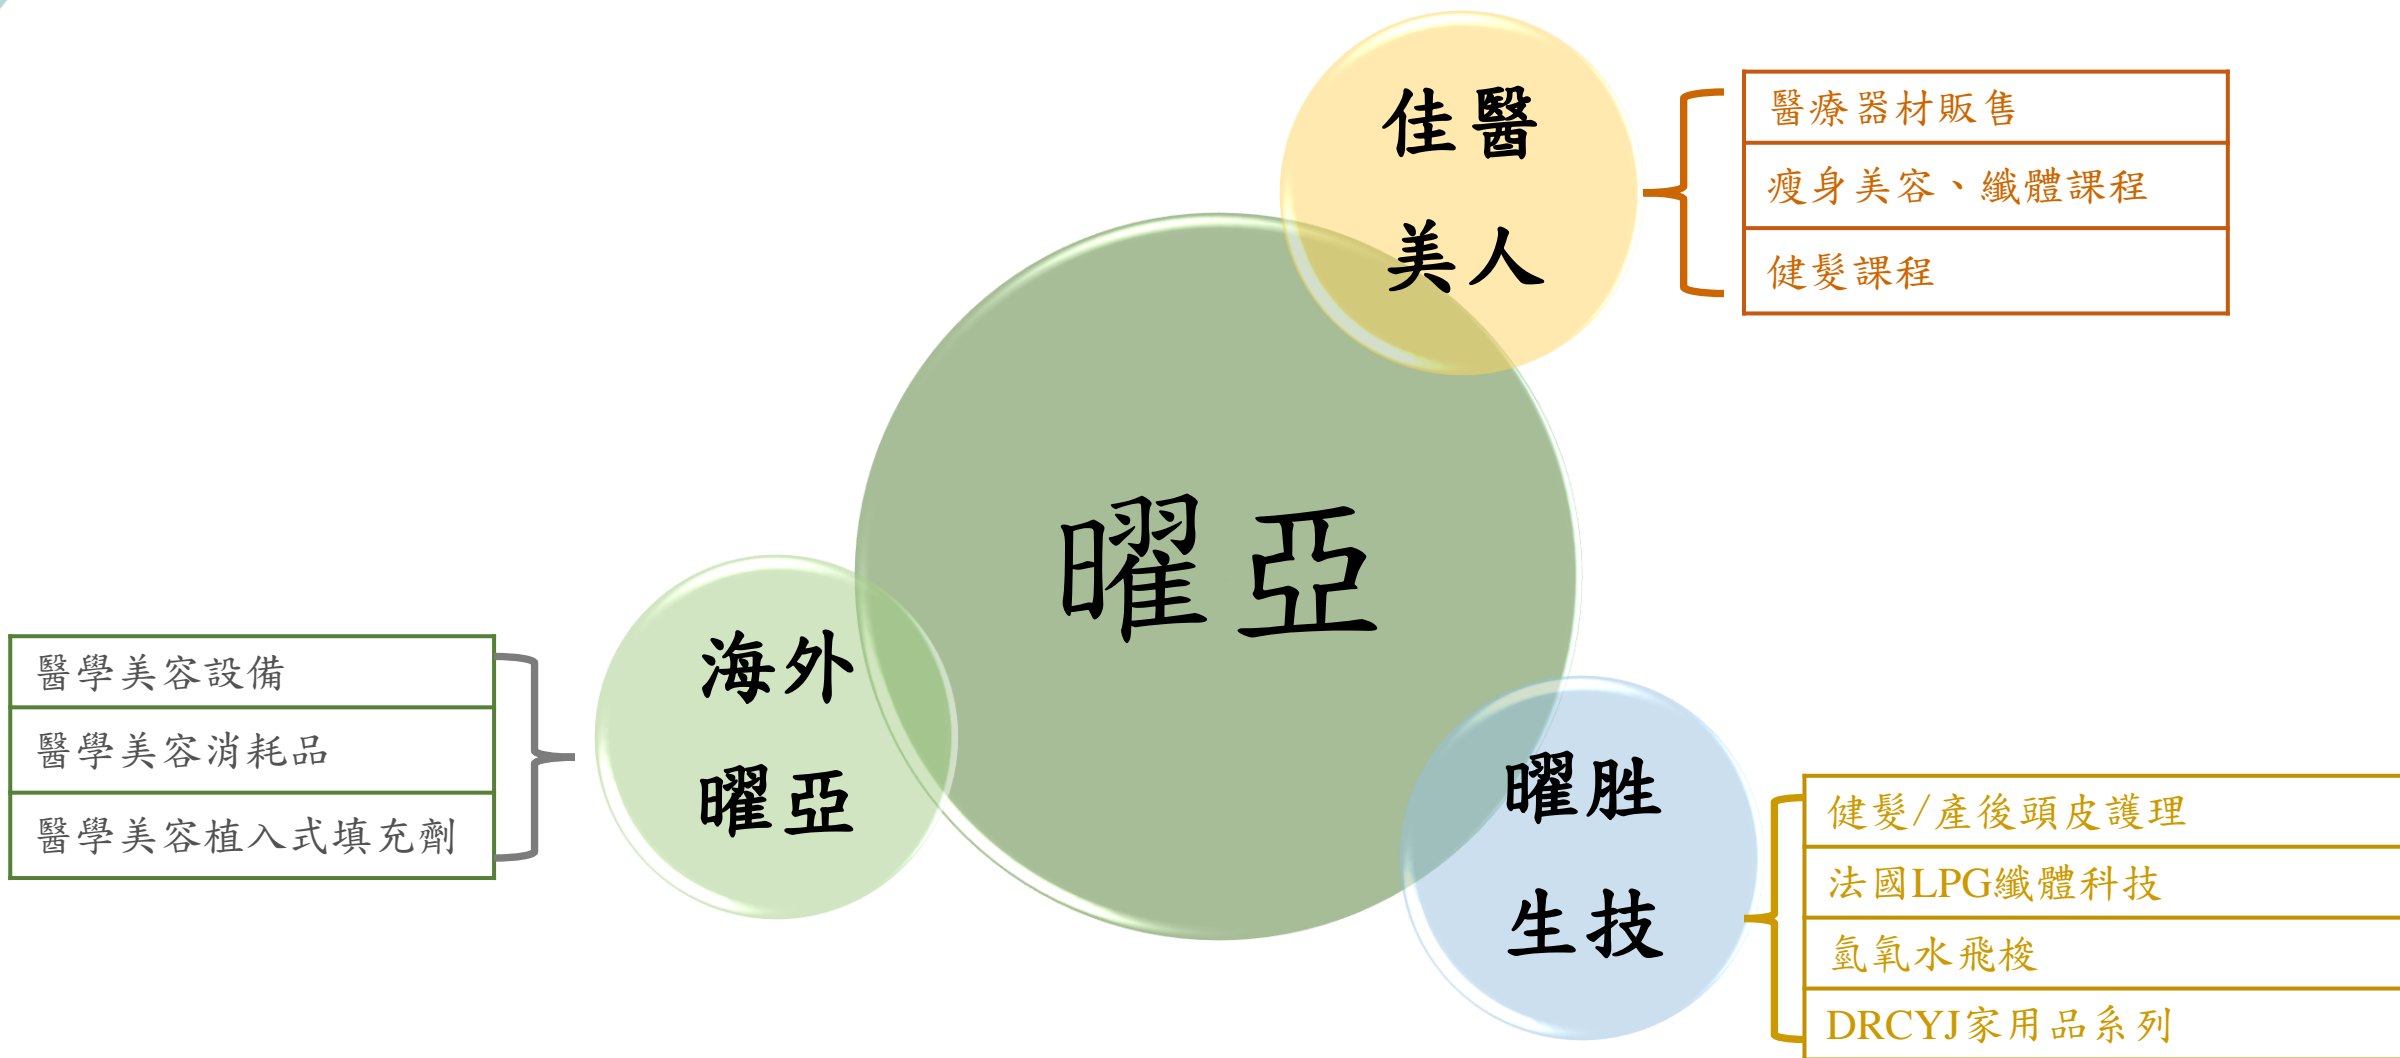 佳醫
美人
醫療器材販售
瘦身美容、纖體課程
健髮課程
曜亞
海外
曜亞
醫學美容設備
醫學美容消耗品
醫學美容植入式填充劑
曜胜
生技
健髮/產後頭皮護理
法國LPG纖體科技
氫氧水飛梭
DRCYJ家用品系列